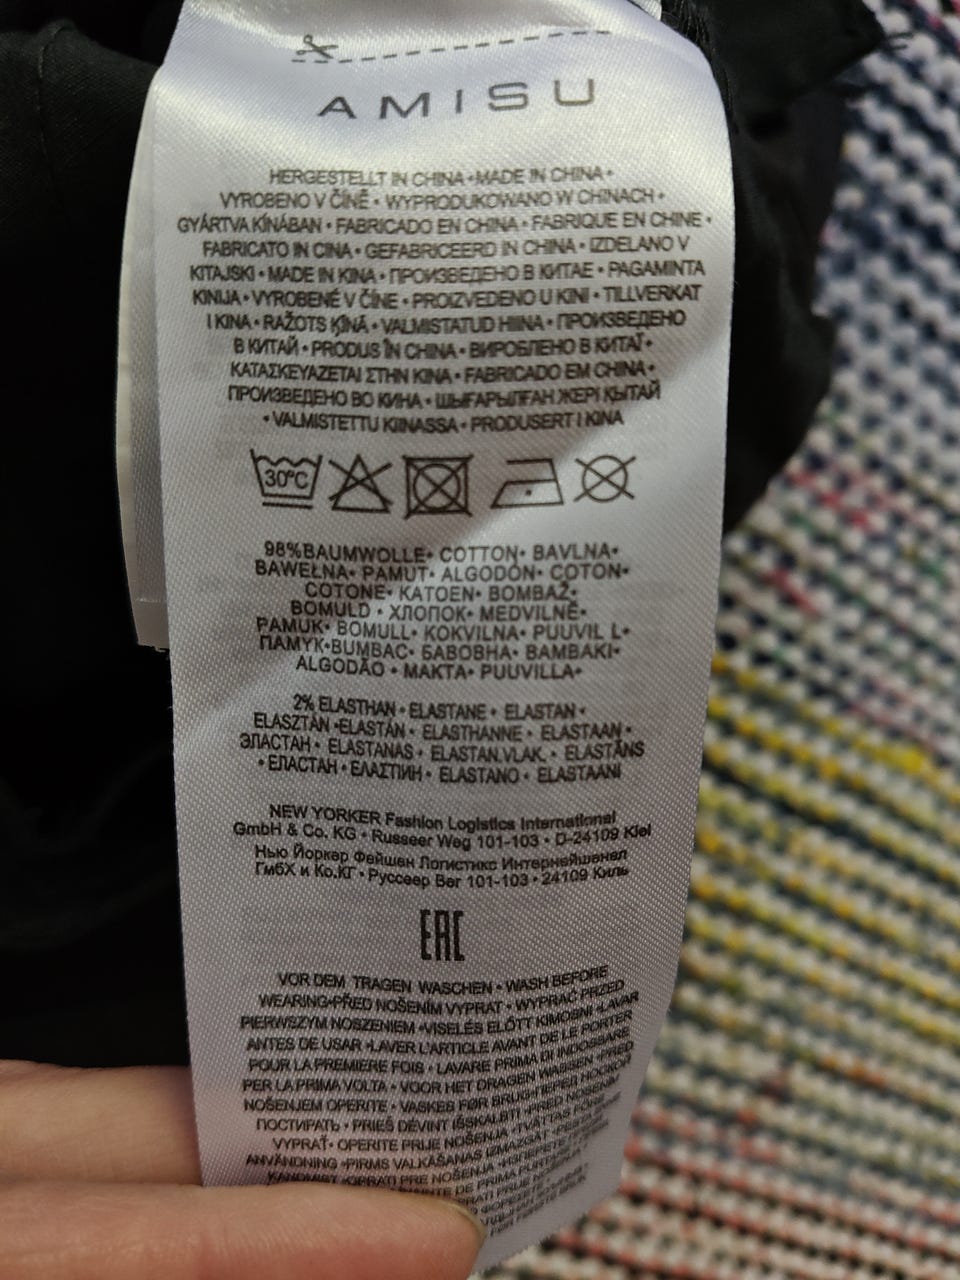 AMISU
HERGESTELLT IN CHINA • MADE IN CHINA •
VYROBENO V ČÍNĚ • WYPRODUKOWANO W CHINACH •
GYÁRTVA KÍNÁBAN • FABRICADO EN CHINA • FABRIQUE EN CHINE •
FABRICATO IN CINA • GEFABRICEERD IN CHINA • IZDELANO V
KITAJSKI • MADE IN KINA • ПРОИЗВЕДЕНО В КИТАЕ • PAGAMINTA
KINIJA • VYROBENÉ V ČÍNE • PROIZVEDENO U KINI • TILLVERKAT
I KINA • RAŽOTS ĶĪNĀ • VALMISTATUD HIINA • ПРОИЗВЕДЕНО
В КИТАЙ • PRODUS ÎN CHINA • ВИРОБЛЕНО В КИТАЇ •
ΚΑΤΑΣΚΕΥΑΖΕΤΑΙ ΣΤΗΝ ΚΙΝΑ • FABRICADO EM CHINA •
ПРОИЗВЕДЕНО ВО КИНА • ШЫҒАРЫЛҒАН ЖЕРІ ҚЫТАЙ
• VALMISTETTU KIINASSA • PRODUSERT I KINA
30°C
98%BAUMWOLLE• COTTON• BAVLNA•
BAWEŁNA• PAMUT• ALGODÓN• COTON•
COTONE• KATOEN• BOMBAŽ•
BOMULD • ХЛОПОК• MEDVILNĖ•
PAMUK• BOMULL• KOKVILNA• PUUVIL L•
ПАМУК•BUMBAC• БАВОВНА• ΒΑΜΒΑΚΙ•
ALGODÃO • МАКТА• PUUVILLA•
2% ELASTHAN • ELASTANE • ELASTAN •
ELASZTÁN •ELASTÁN • ELASTHANNE • ELASTAAN •
ЭЛАСТАН • ELASTANAS • ELASTAN.VLAK. • ELASTĀNS
• ЕЛАСТАН • ΕΛΑΣΤΙΝΗ • ELASTANO • ELASTAANI
NEW YORKER Fashion Logistics International
GmbH & Co. KG • Russeer Weg 101-103 • D-24109 Kiel
Нью Йоркер Фейшен Логистикс Интернейшенел
ГмбХ и Ко.КГ • Руссеер Вег 101-103 • 24109 Киль
EAC
VOR DEM TRAGEN WASCHEN • WASH BEFORE
WEARING•PŘED NOŠENÍM VYPRAT • WYPRAĆ PRZED
PIERWSZYM NOSZENIEM •VISELÉS ELŐTT KIMOSNI •LAVAR
ANTES DE USAR •LAVER L'ARTICLE AVANT DE LE PORTER
POUR LA PREMIERE FOIS • LAVARE PRIMA DI INDOSSARE
PER LA PRIMA VOLTA • VOOR HET DRAGEN WASSEN •PRED
NOŠENJEM OPERITE • VASKES FØR BRUG•ПЕРЕД НОСКОЙ
ПОСТИРАТЬ • PRIEŠ DĖVINT IŠSKALBTI •PRED NOSENÍM
VYPRAŤ• OPERITE PRIJE NOŠENJA •TVÄTTAS FÖRE
ANVÄNDNING •PIRMS VALKĀŠANAS IZMAZGĀT